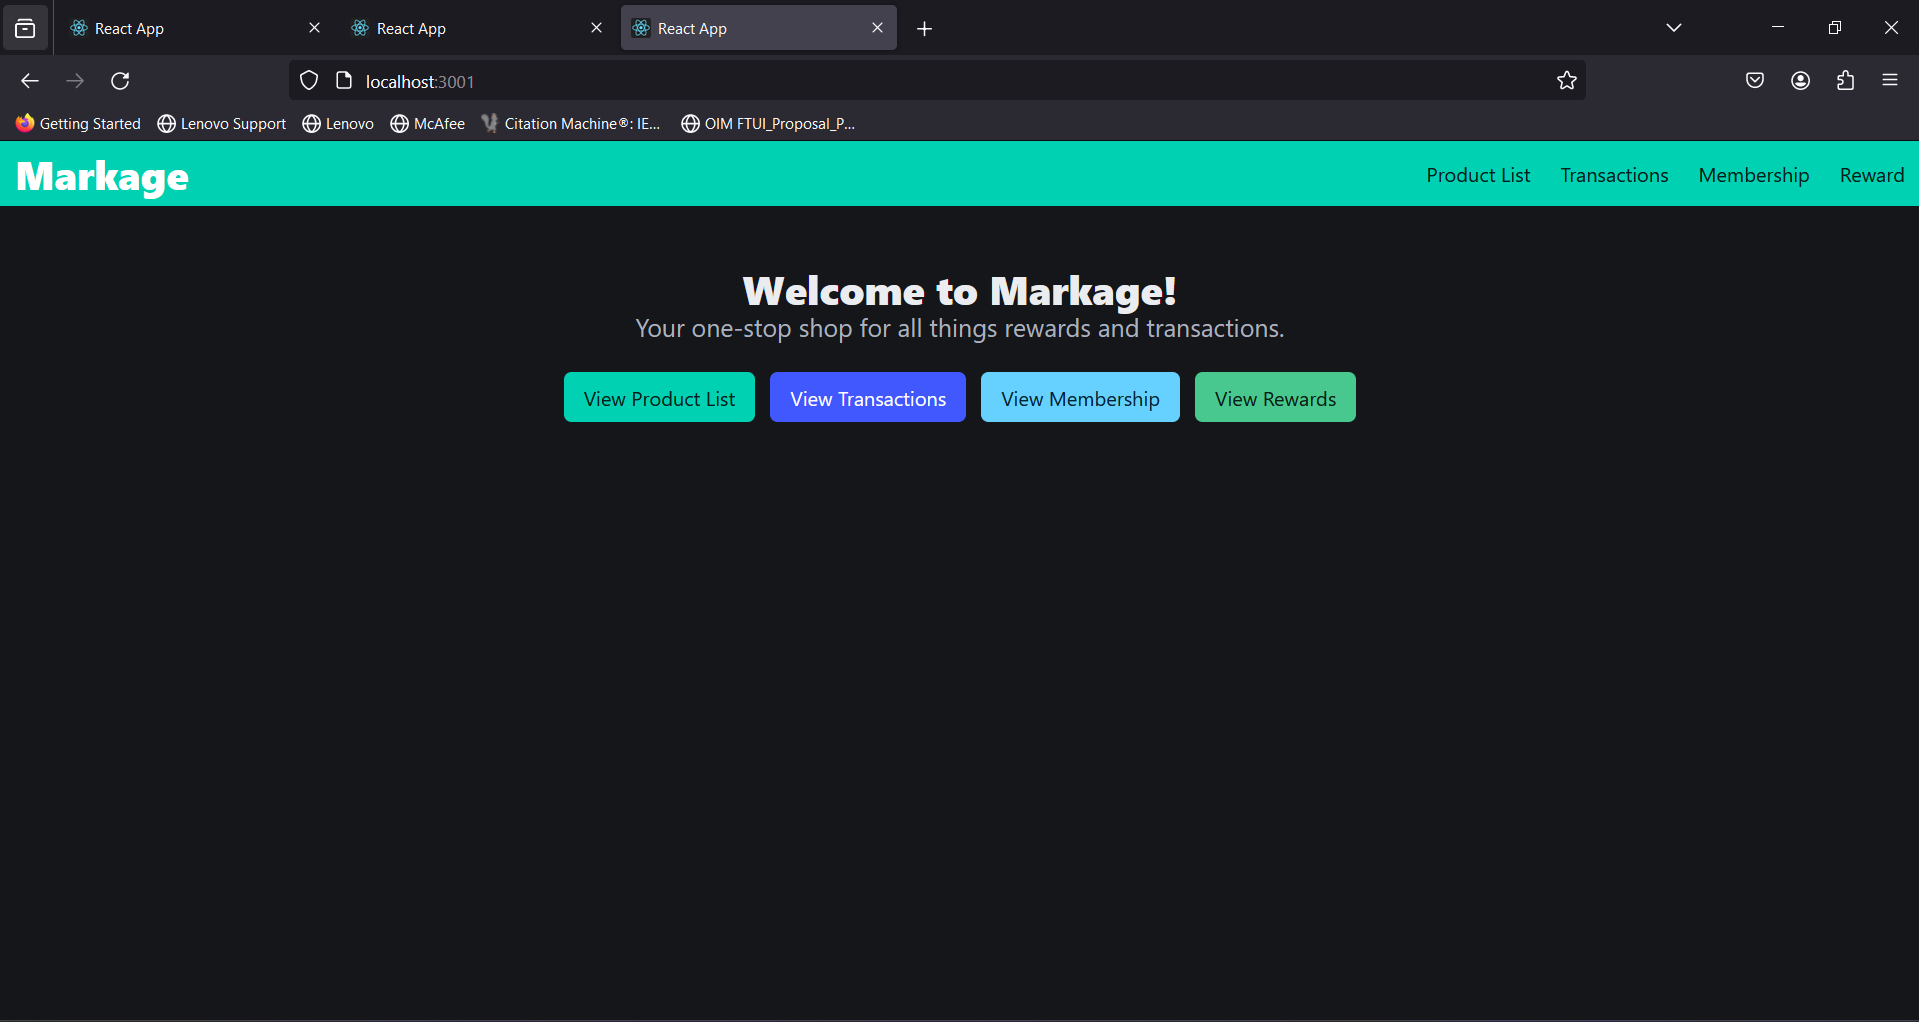 React App React App React App
localhost:3001
Getting Started Lenovo Support Lenovo McAfee Citation Machine®: IE... OIM FTUI_Proposal_P...
Markage Product List Transactions Membership Reward
Welcome to Markage!
Your one-stop shop for all things rewards and transactions.
View Product List View Transactions View Membership View Rewards